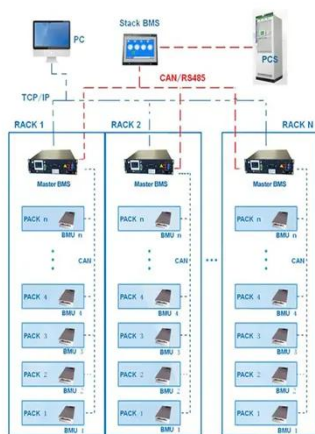 PC
Stack BMS
PCS
CAN/RS485
TCP/IP
RACK 1
RACK 2
RACK N
Master BMS
Master BMS
Master BMS
PACK n
BMU n
PACK n
BMU n
PACK n
BMU n
CAN
CAN
CAN
PACK 4
BMU 4
PACK 4
BMU 4
PACK 4
BMU 4
PACK 3
BMU 3
PACK 3
BMU 3
PACK 3
BMU 3
PACK 2
BMU 2
PACK 2
BMU 2
PACK 2
BMU 2
PACK 1
BMU 1
PACK 1
BMU 1
PACK 1
BMU 1